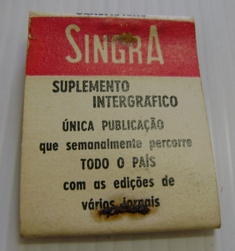 SINGRA
SUPLEMENTO
INTERGRÁFICO
ÚNICA PUBLICAÇÃO
que semanalmente percorre
TODO O PAÍS
com as edições de
vários jornais